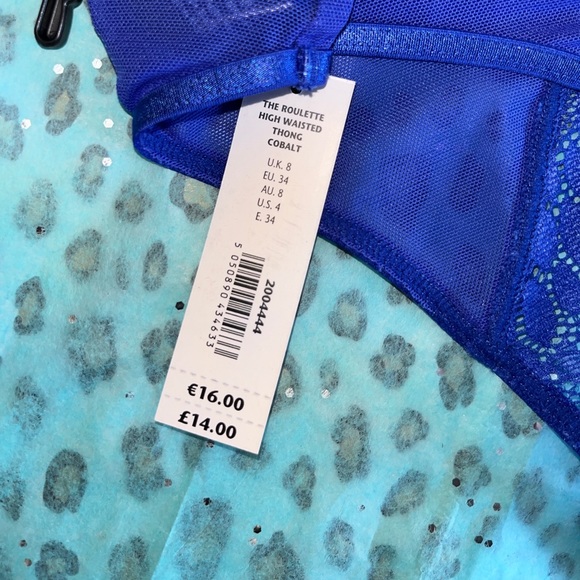 THE ROULETTE
HIGH WAISTED
THONG
COBALT
U.K. 8
EU. 34
AU. 8
U.S. 4
E. 34
2004444
5 050890 434633
€16.00
£14.00